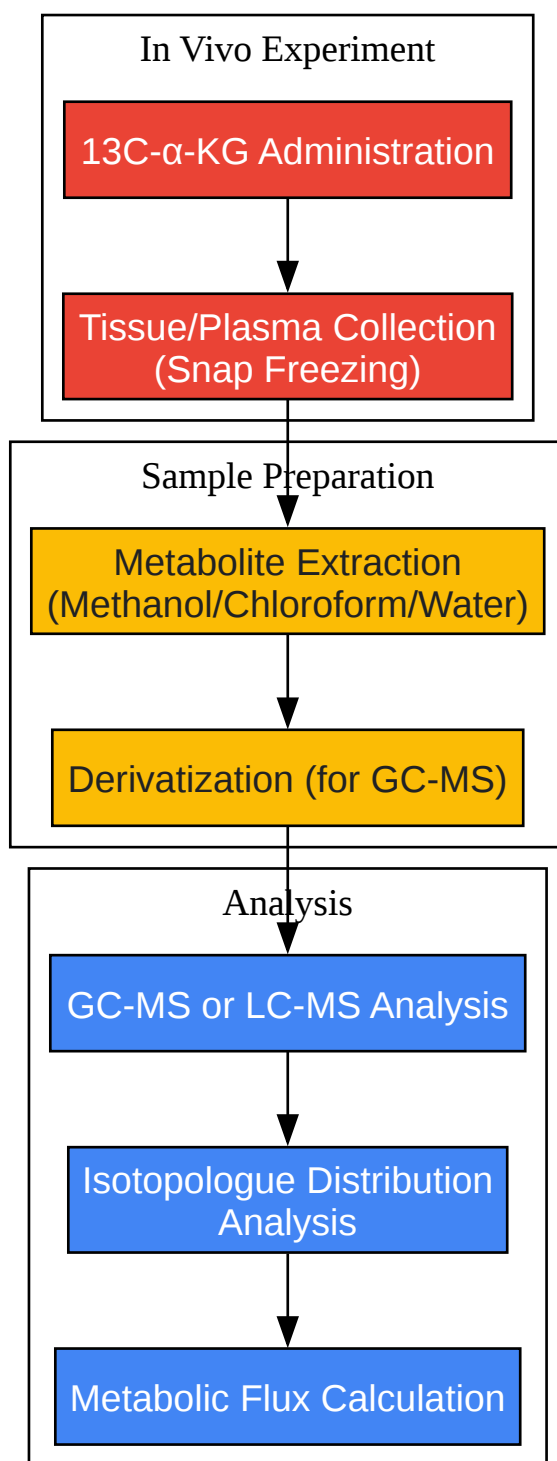 In Vivo Experiment
13C-α-KG Administration
Tissue/Plasma Collection
(Snap Freezing)
Sample Preparation
Metabolite Extraction
(Methanol/Chloroform/Water)
Derivatization (for GC-MS)
Analysis
GC-MS or LC-MS Analysis
Isotopologue Distribution
Analysis
Metabolic Flux Calculation